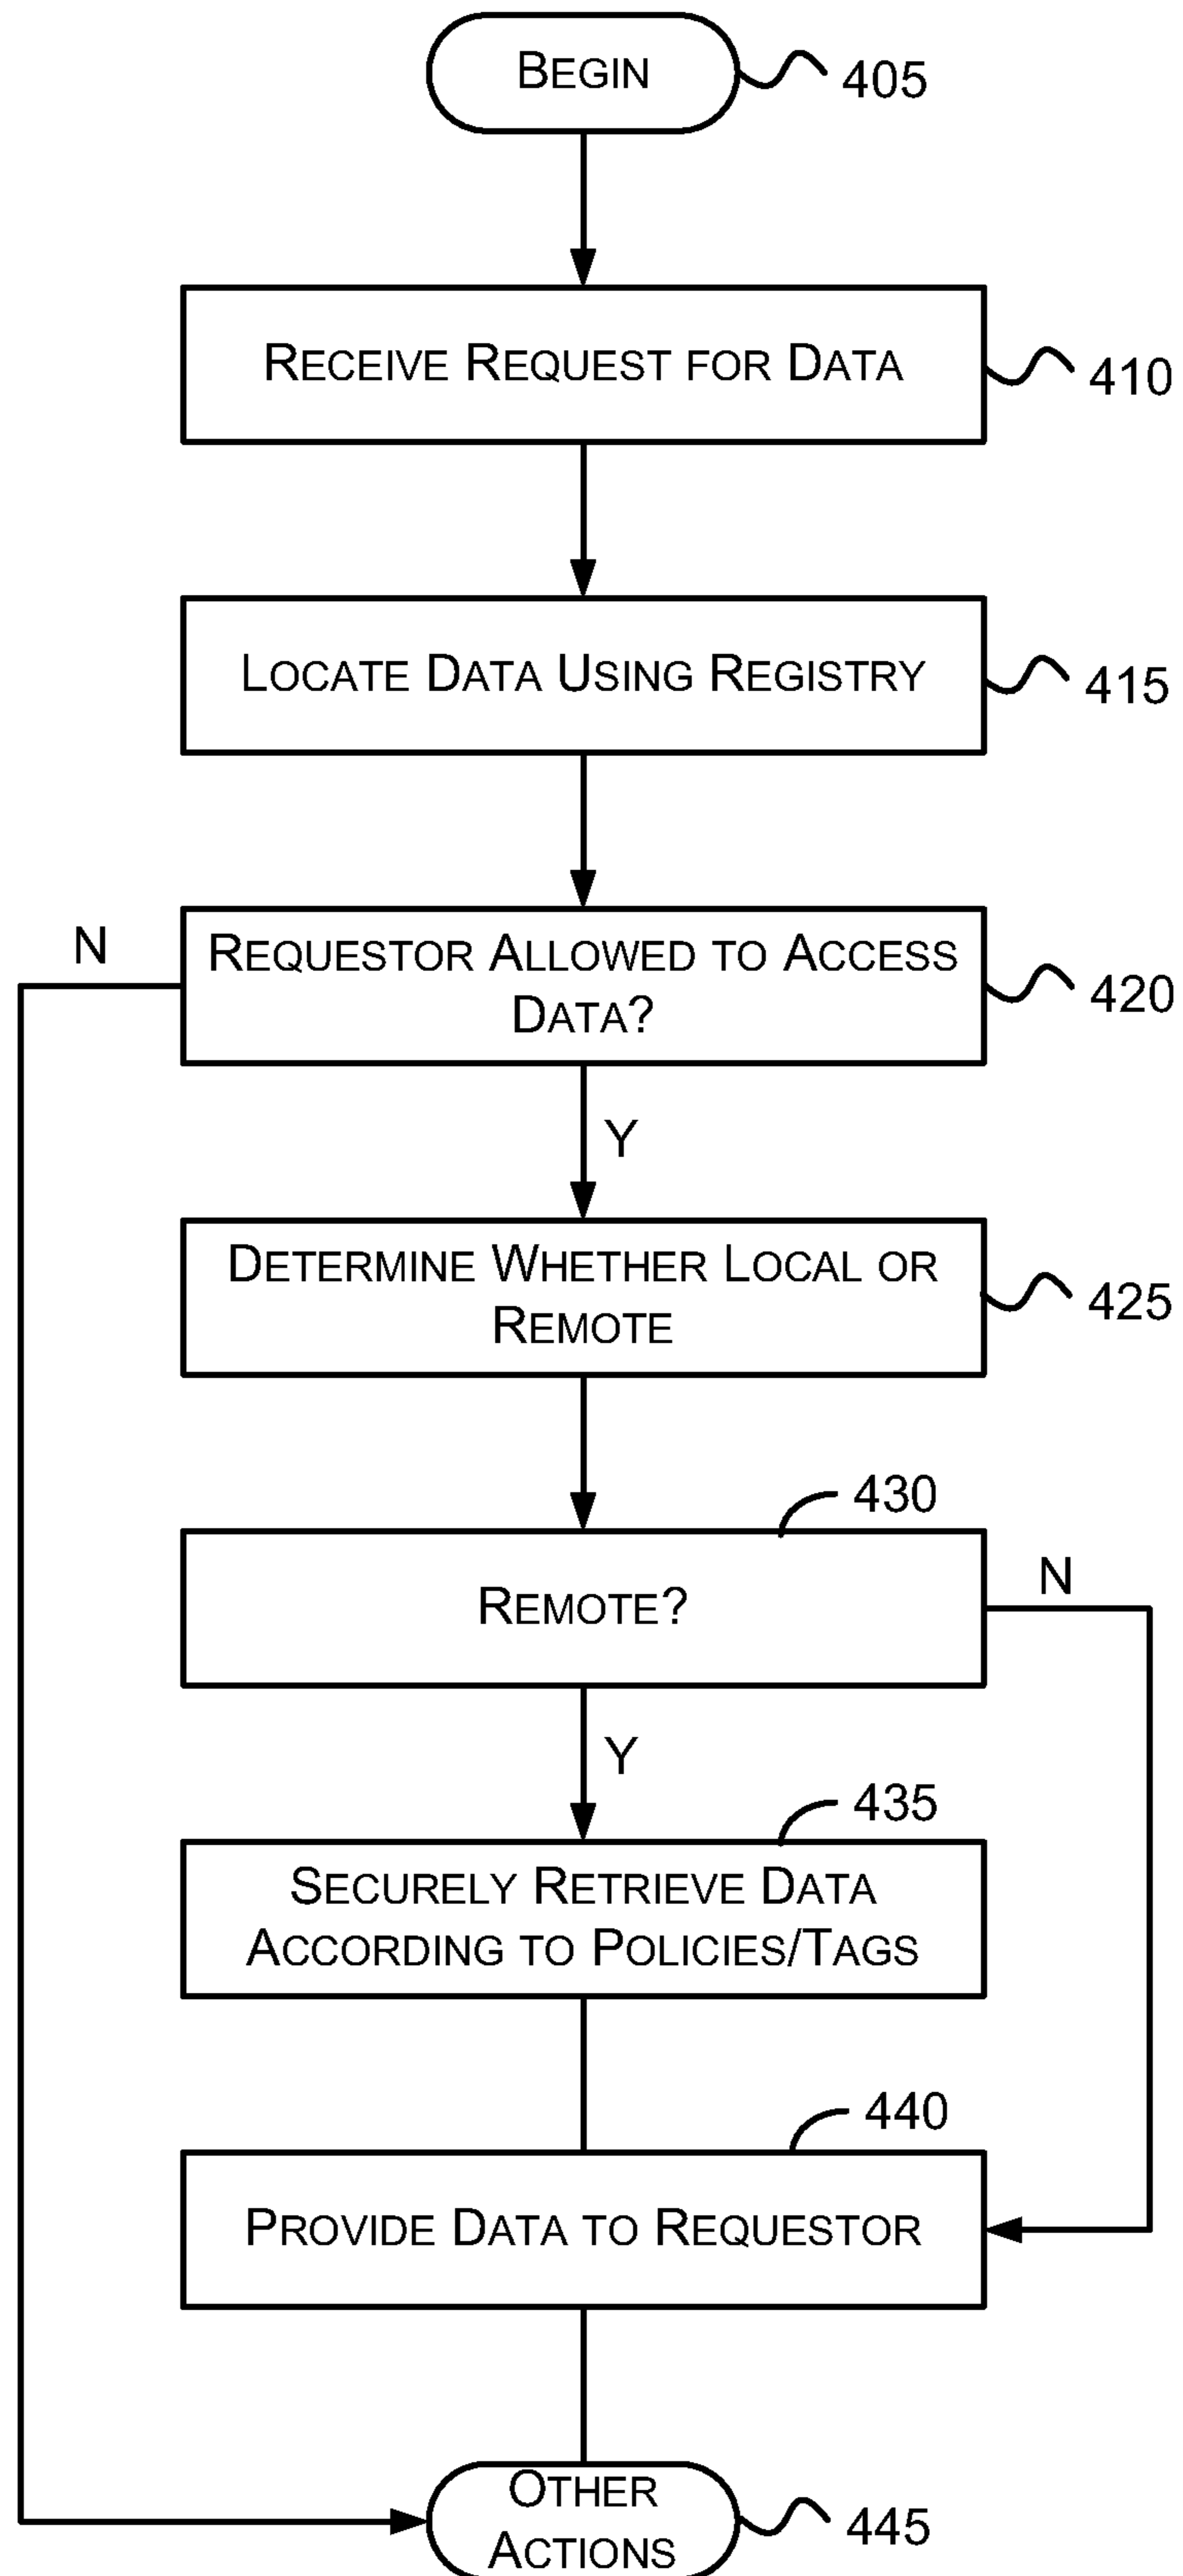 BEGIN
405
RECEIVE REQUEST FOR DATA
410
LOCATE DATA USING REGISTRY
415
N
REQUESTOR ALLOWED TO ACCESS
DATA?
420
Y
DETERMINE WHETHER LOCAL OR
REMOTE
425
430
REMOTE?
N
Y
435
SECURELY RETRIEVE DATA
ACCORDING TO POLICIES/TAGS
440
PROVIDE DATA TO REQUESTOR
OTHER
ACTIONS
445